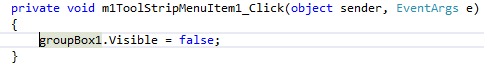 private void m1ToolStripMenuItem1_Click(object sender, EventArgs e)
{
    groupBox1.Visible = false;
}